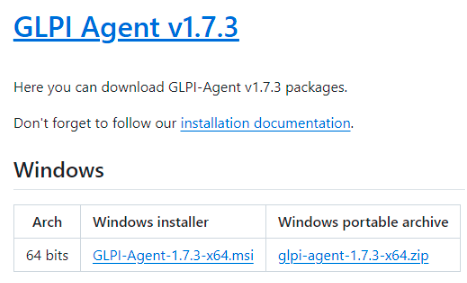 GLPI Agent v1.7.3
Here you can download GLPI-Agent v1.7.3 packages.
Don't forget to follow our installation documentation.
Windows
Arch Windows installer Windows portable archive
64 bits GLPI-Agent-1.7.3-x64.msi glpi-agent-1.7.3-x64.zip